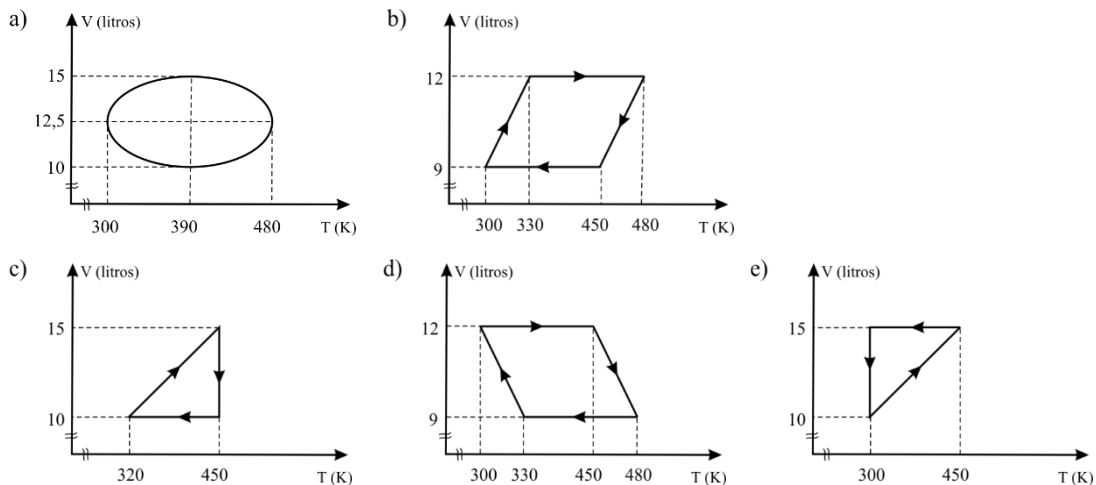 a)
V (litros)
15
12,5
10
300 390 480 T (K)
b)
V (litros)
12
9
300 330 450 480 T (K)
c)
V (litros)
15
10
320 450 T (K)
d)
V (litros)
12
9
300 330 450 480 T (K)
e)
V (litros)
15
10
300 450 T (K)